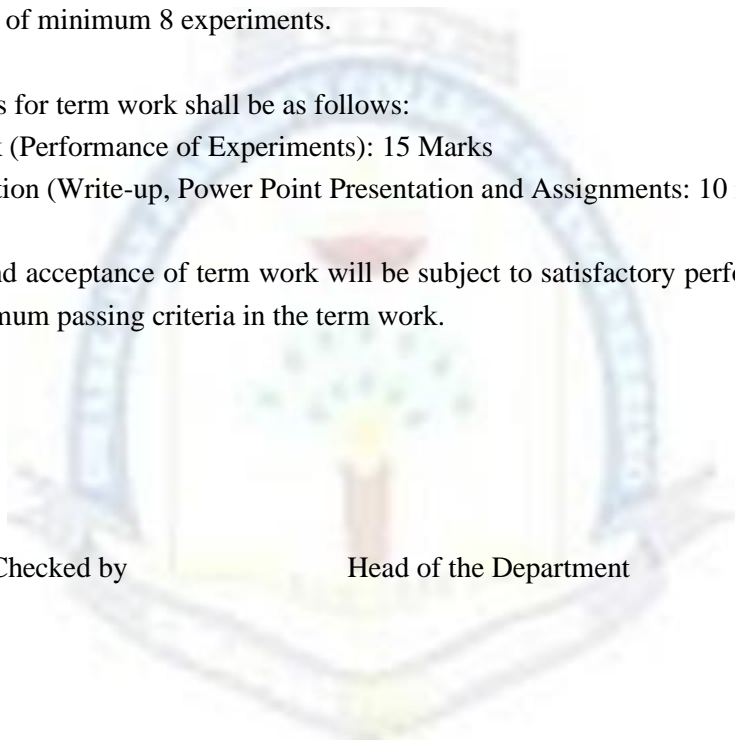 of minimum 8 experiments.
s for term work shall be as follows:
(Performance of Experiments): 15 Marks
tion (Write-up, Power Point Presentation and Assignments: 10
nd acceptance of term work will be subject to satisfactory perfo
mum passing criteria in the term work.
Checked by Head of the Department